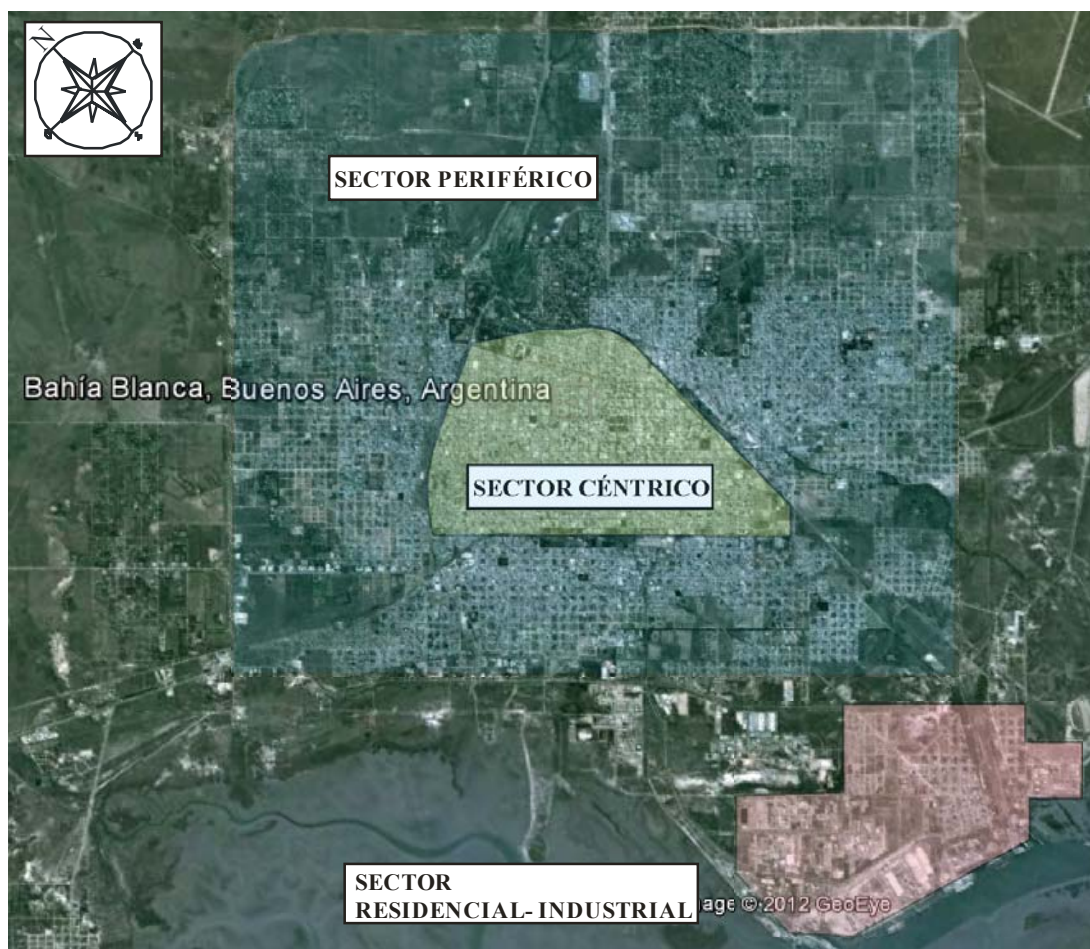 N
SECTOR PERIFÉRICO
Bahía Blanca, Buenos Aires, Argentina
SECTOR CÉNTRICO
SECTOR
RESIDENCIAL- INDUSTRIAL
age © 2012 GeoEye